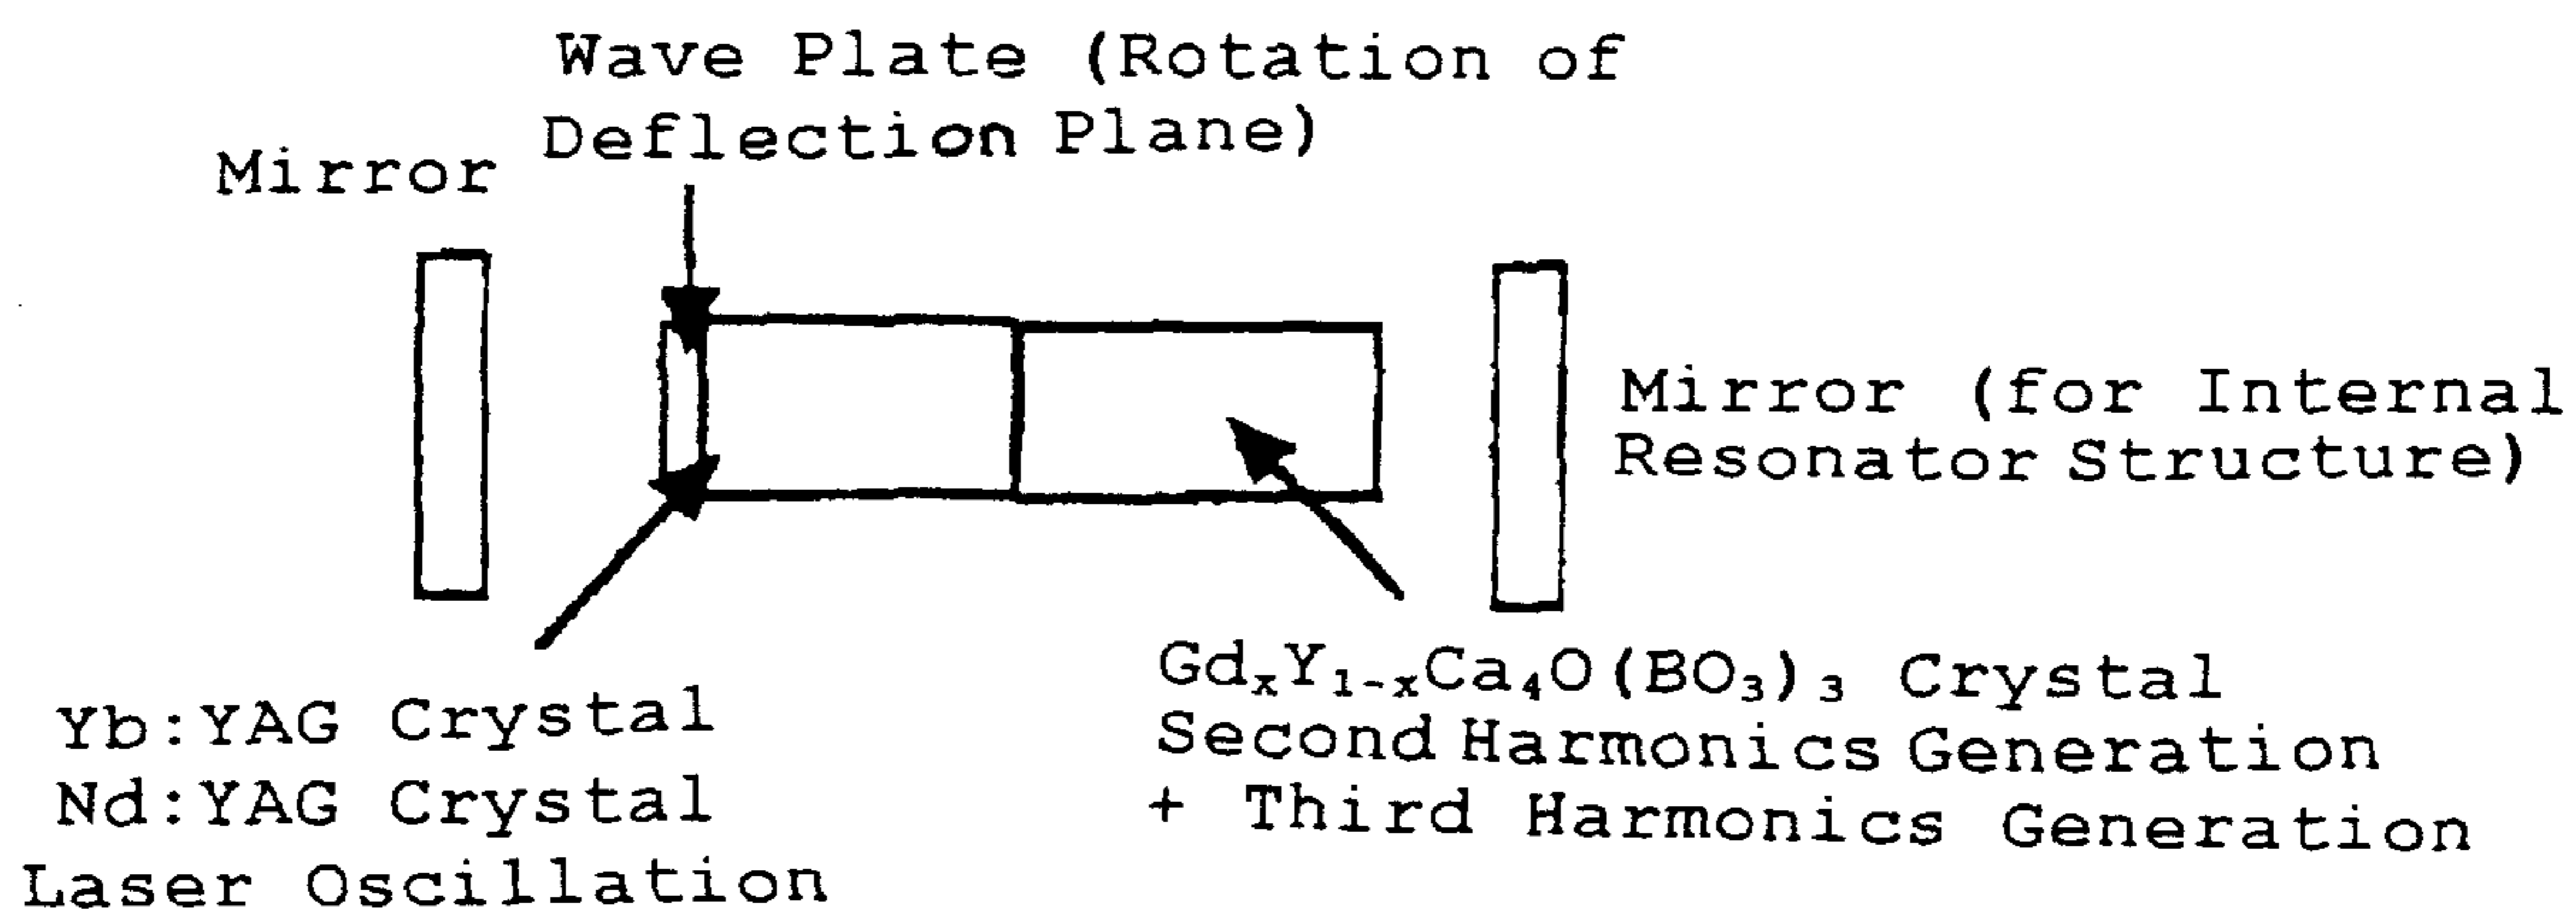 Wave Plate (Rotation of
Deflection Plane)
Mirror
Mirror (for Internal
Resonator Structure)
GdₓY₁₋ₓCa₄O(BO₃)₃ Crystal
Second Harmonics Generation
+ Third Harmonics Generation
Yb:YAG Crystal
Nd:YAG Crystal
Laser Oscillation